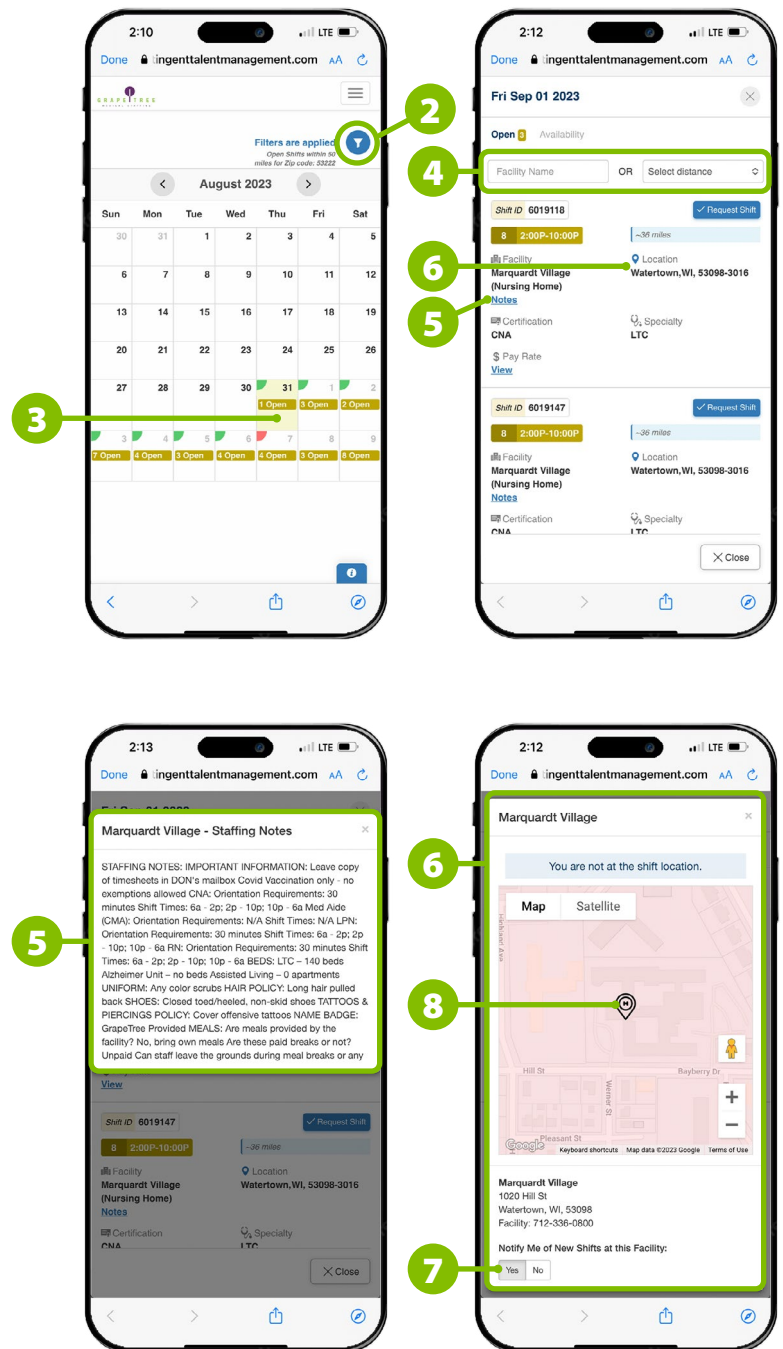 2:10
LTE
Done
ingenttalentmanagement.com
AA
GRAPETREE
MEDICAL STAFFING
Filters are applied
Open Shifts within 50
miles for Zip code: 53222
2
August 2023
Sun Mon Tue Wed Thu Fri Sat
30 31 1 2 3 4 5
6 7 8 9 10 11 12
13 14 15 16 17 18 19
20 21 22 23 24 25 26
27 28 29 30 31 1 2
1 Open 3 Open 2 Open
3
3 4 5 6 7 8 9
7 Open 4 Open 3 Open 4 Open 4 Open 3 Open 8 Open
2:12
LTE
Done
ingenttalentmanagement.com
AA
Fri Sep 01 2023
Open 3 Availability
4
Facility Name OR Select distance
Shift ID 6019118 Request Shift
8 2:00P-10:00P ~36 miles
6
Facility Location
Marquardt Village Watertown,WI, 53098-3016
(Nursing Home)
5
Notes
Certification Specialty
CNA LTC
$ Pay Rate
View
Shift ID 6019147 Request Shift
8 2:00P-10:00P ~36 miles
Facility Location
Marquardt Village Watertown,WI, 53098-3016
(Nursing Home)
Notes
Certification Specialty
CNA LTC
Close
2:13
LTE
Done
ingenttalentmanagement.com
AA
Marquardt Village - Staffing Notes
5
STAFFING NOTES: IMPORTANT INFORMATION: Leave copy
of timesheets in DON's mailbox Covid Vaccination only - no
exemptions allowed CNA: Orientation Requirements: 30
minutes Shift Times: 6a - 2p; 2p - 10p; 10p - 6a Med Aide
(CMA): Orientation Requirements: N/A Shift Times: N/A LPN:
Orientation Requirements: 30 minutes Shift Times: 6a - 2p; 2p
- 10p; 10p - 6a RN: Orientation Requirements: 30 minutes Shift
Times: 6a - 2p; 2p - 10p; 10p - 6a BEDS: LTC – 140 beds
Alzheimer Unit – no beds Assisted Living – 0 apartments
UNIFORM: Any color scrubs HAIR POLICY: Long hair pulled
back SHOES: Closed toed/heeled, non-skid shoes TATTOOS &
PIERCINGS POLICY: Cover offensive tattoos NAME BADGE:
GrapeTree Provided MEALS: Are meals provided by the
facility? No, bring own meals Are these paid breaks or not?
Unpaid Can staff leave the grounds during meal breaks or any
View
Shift ID 6019147 Request Shift
8 2:00P-10:00P ~36 miles
Facility Location
Marquardt Village Watertown,WI, 53098-3016
(Nursing Home)
Notes
Certification Specialty
CNA LTC
Close
2:12
LTE
Done
ingenttalentmanagement.com
AA
Marquardt Village
6
You are not at the shift location.
Map Satellite
8
H
Hill St Bayberry Dr
Werner St
Pleasant St
Google Keyboard shortcuts Map data ©2023 Google Terms of Use
Marquardt Village
1020 Hill St
Watertown, WI, 53098
Facility: 712-336-0800
Notify Me of New Shifts at this Facility:
7
Yes No